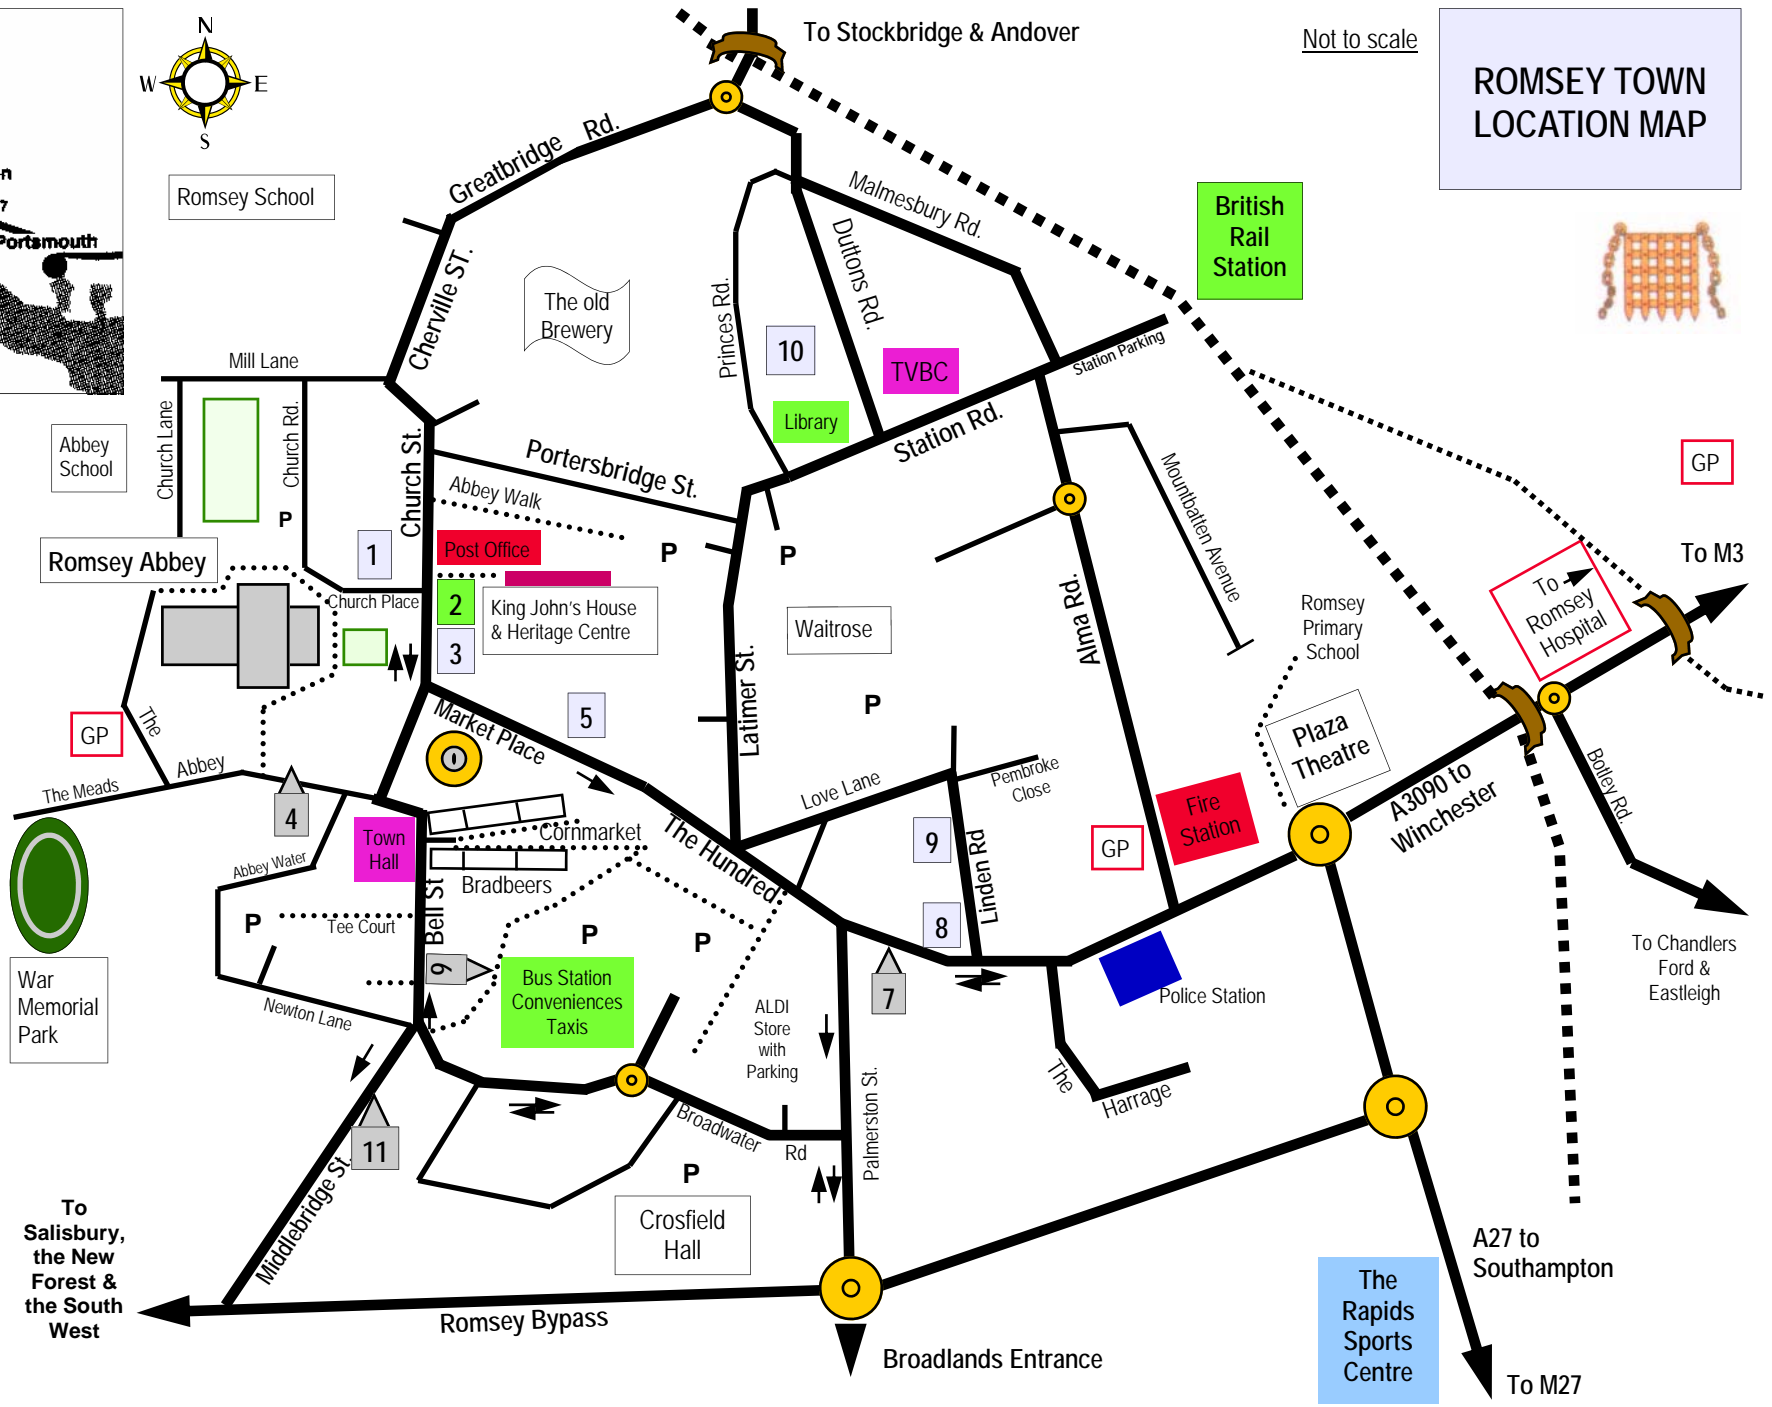 To Stockbridge & Andover
Not to scale
ROMSEY TOWN
LOCATION MAP
N
W
E
S
n
7
Portsmouth
Romsey School
Greatbridge Rd.
Malmesbury Rd.
British
Rail
Station
Cherville ST.
The old
Brewery
Princes Rd.
Duttons Rd.
10
TVBC
Library
Station Rd.
Station Parking
Mill Lane
Church Lane
Church Rd.
Abbey
School
Church St.
Portersbridge St.
Abbey Walk
Mountbatten Avenue
GP
P
Romsey Abbey
1
Post Office
P
P
To M3
Church Place
2
King John's House
& Heritage Centre
3
Waitrose
Alma Rd.
Romsey
Primary
School
To
Romsey
Hospital
Latimer St.
P
5
Market Place
GP
The
Abbey
The Meads
4
Plaza
Theatre
Pembroke
Close
Love Lane
A3090 to
Winchester
Botley Rd.
Fire
Station
Town
Hall
Cornmarket
The Hundred
9
GP
Abbey Water
Bradbeers
Linden Rd
Bell St
P
Tee Court
P
P
8
9
War
Memorial
Park
Newton Lane
Bus Station
Conveniences
Taxis
7
Police Station
To Chandlers
Ford &
Eastleigh
ALDI
Store
with
Parking
The
Harrage
Palmerston St.
Broadwater
Rd
11
Middlebridge St.
P
Crosfield
Hall
To
Salisbury,
the New
Forest &
the South
West
Romsey Bypass
A27 to
Southampton
The
Rapids
Sports
Centre
Broadlands Entrance
To M27